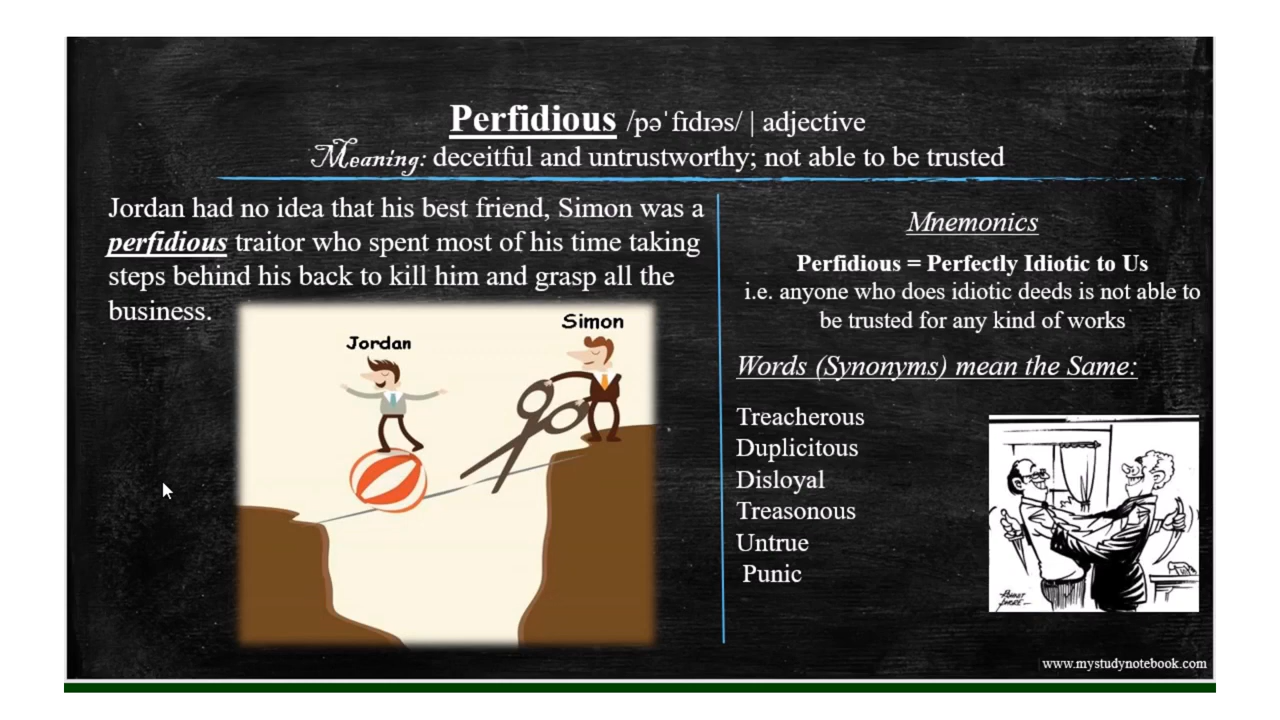 Perfidious /pəˈfɪdɪəs/ | adjective
Meaning: deceitful and untrustworthy; not able to be trusted
Jordan had no idea that his best friend, Simon was a
perfidious traitor who spent most of his time taking
steps behind his back to kill him and grasp all the
business.
Jordan
Simon
Mnemonics
Perfidious = Perfectly Idiotic to Us
i.e. anyone who does idiotic deeds is not able to
be trusted for any kind of works
Words (Synonyms) mean the Same:
Treacherous
Duplicitous
Disloyal
Treasonous
Untrue
Punic
www.mystudynotebook.com